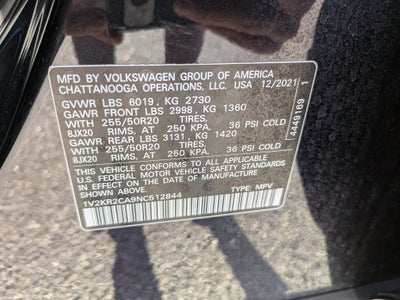 MFD BY VOLKSWAGEN GROUP OF AMERICA
CHATTANOOGA OPERATIONS, LLC. USA 12/2021
GVWR LBS 6019, KG 2730
GAWR FRONT LBS 2998, KG 1360
WITH 255/50R20 TIRES.
8JX20 RIMS. AT 250 KPA. 36 PSI COLD
GAWR REAR LBS 3131, KG 1420
WITH 255/50R20 TIRES.
8JX20 RIMS. AT 250 KPA. 36 PSI COLD
THIS VEHICLE CONFORMS TO ALL APPLICABLE
U.S. FEDERAL MOTOR VEHICLE SAFETY STANDARDS
IN EFFECT ON THE DATE OF MANUFACTURE SHOWN ABOVE.
1V2KR2CA9NC512844 TYPE: MPV
4449169 1